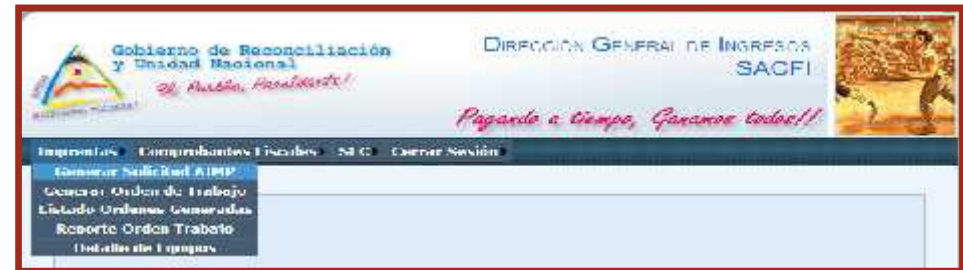 Gobierno de Reconciliación
y Unidad Nacional
El Pueblo, Presidente!
DIRECCIÓN GENERAL DE INGRESOS
SACFI
Pagando a tiempo, Ganamos todos!!
Imprentas Comprobantes Fiscales SEC Cerrar Sesión
Generar Solicitud AIMP
Generar Orden de Trabajo
Listado Ordenes Generadas
Reporte Orden Trabajo
Detalle de Equipos